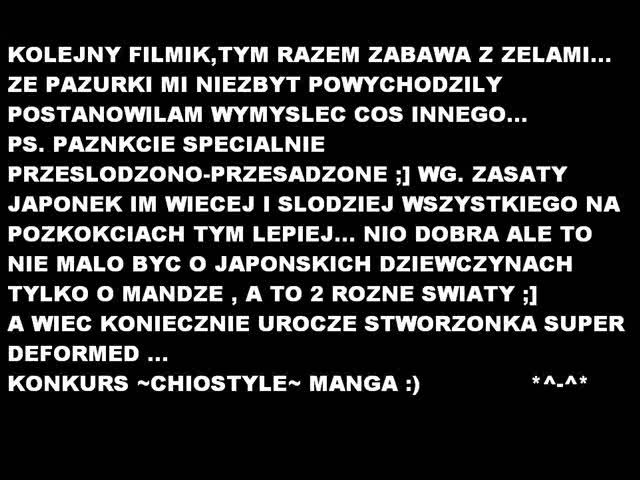 KOLEJNY FILMIK,TYM RAZEM ZABAWA Z ZELAMI...
ZE PAZURKI MI NIEZBYT POWYCHODZILY
POSTANOWILAM WYMYSLEC COS INNEGO...
PS. PAZNKCIE SPECIALNIE
PRZESLODZONO-PRZESADZONE ;] WG. ZASATY
JAPONEK IM WIECEJ I SLODZIEJ WSZYSTKIEGO NA
POZKOKCIACH TYM LEPIEJ... NIO DOBRA ALE TO
NIE MALO BYC O JAPONSKICH DZIEWCZYNACH
TYLKO O MANDZE , A TO 2 ROZNE SWIATY ;]
A WIEC KONIECZNIE UROCZE STWORZONKA SUPER
DEFORMED ...
KONKURS ~CHIOSTYLE~ MANGA :) *^-^*